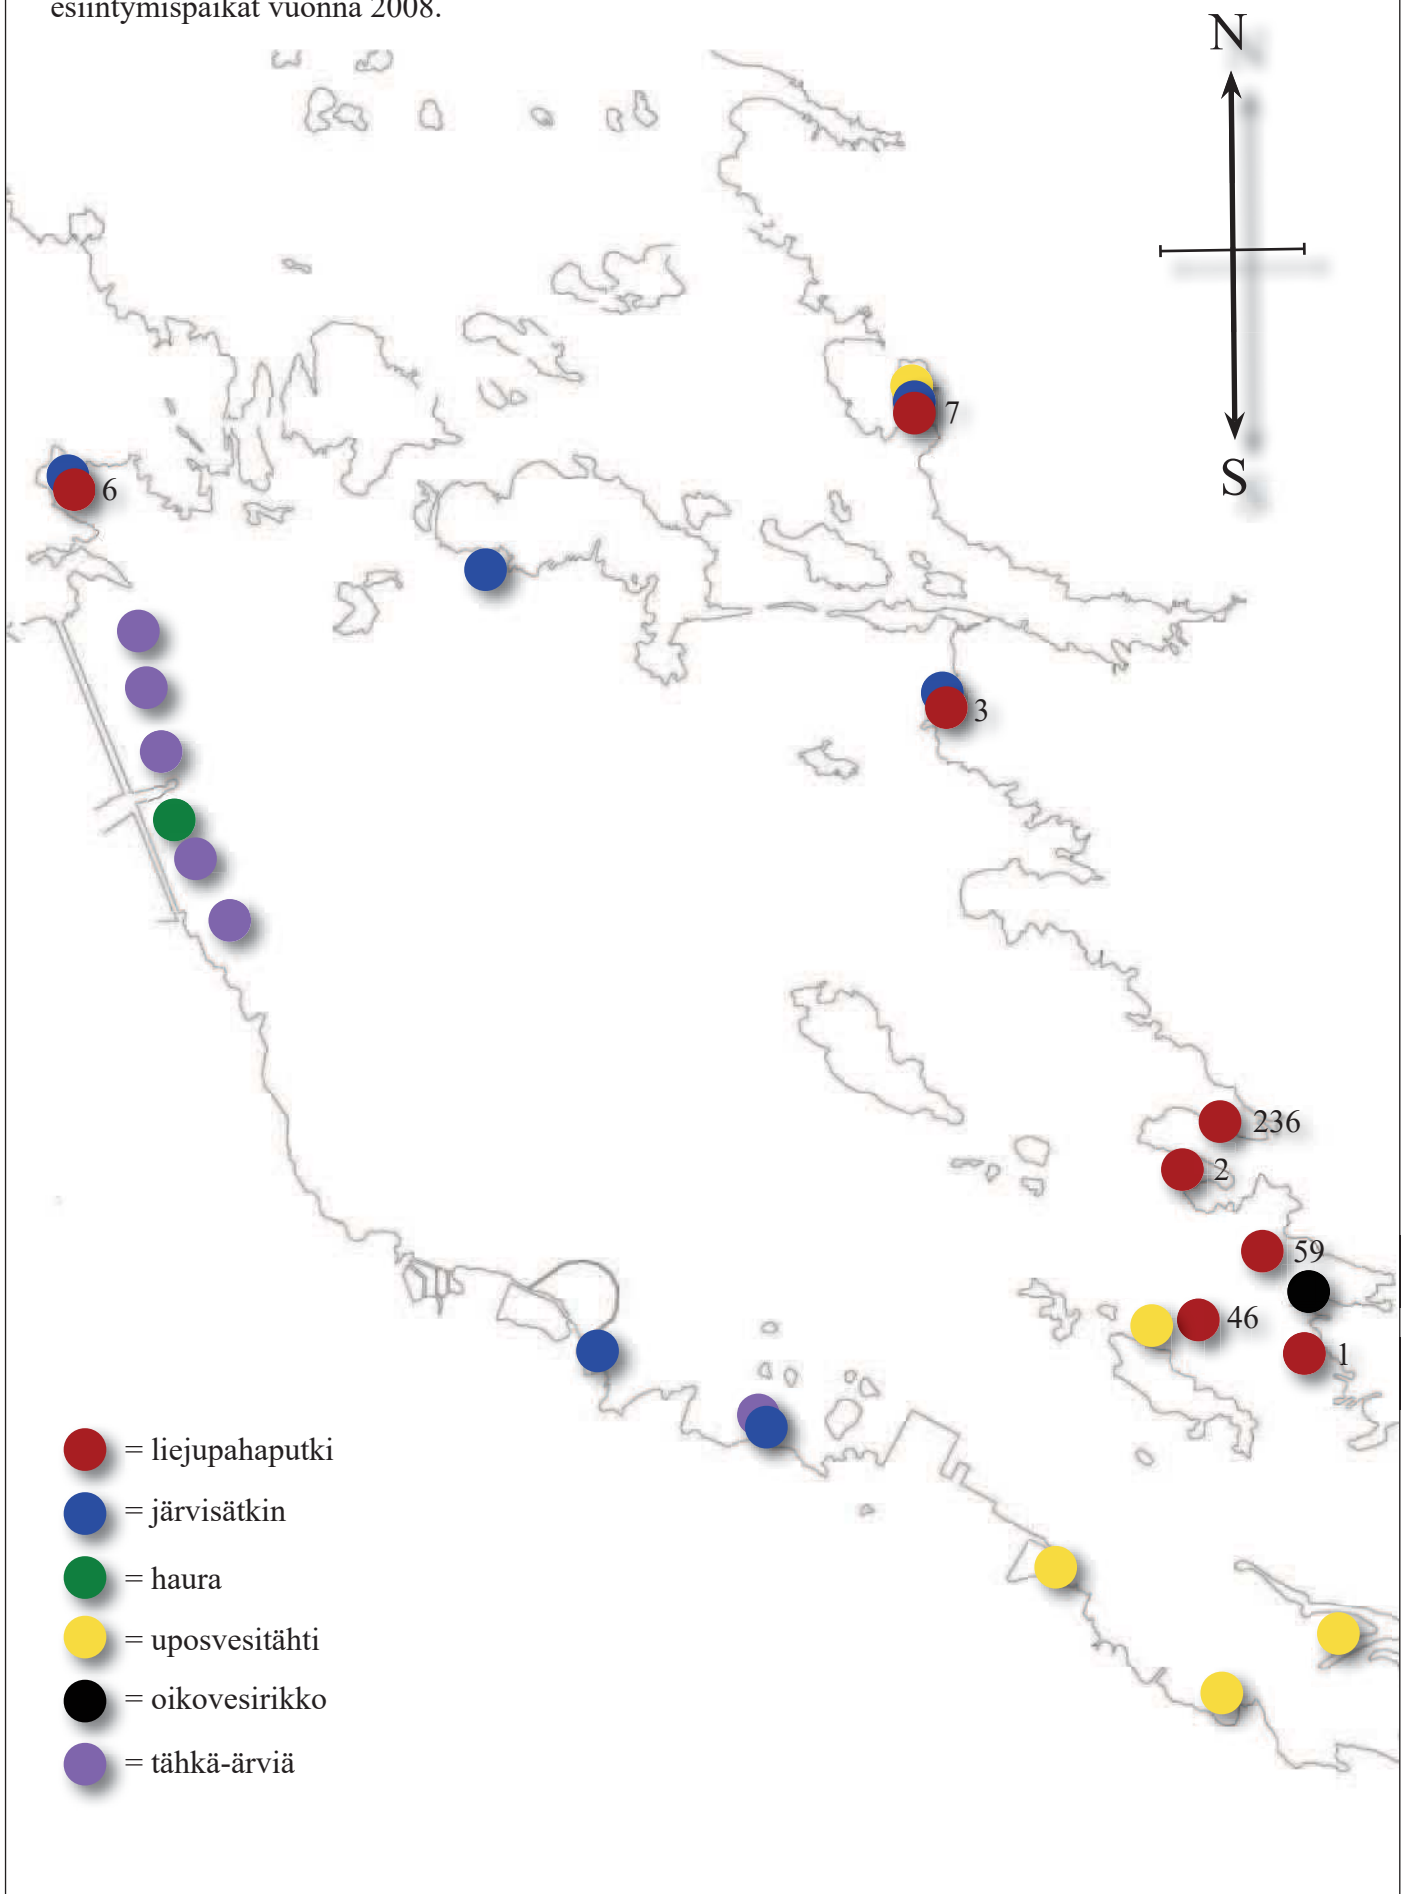 esiintymispaikat vuonna 2008.
N
7
S
6
3
236
2
59
46
1
= liejupahaputki
= järvisätkin
= haura
= uposvesitähti
= oikovesirikko
= tähkä-ärviä